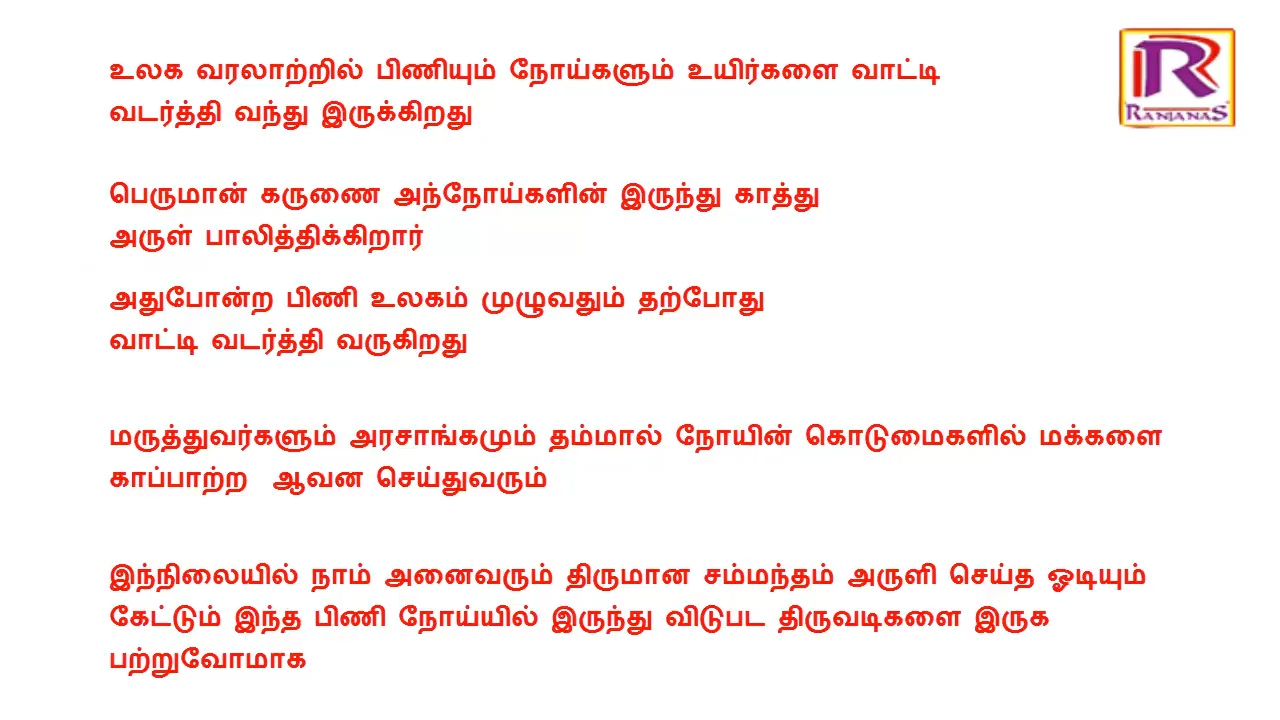 உலக வரலாற்றில் பிணியும் நோய்களும் உயிர்களை வாட்டி
வடர்த்தி வந்து இருக்கிறது
RANJANAS
பெருமான் கருணை அந்நோய்களின் இருந்து காத்து
அருள் பாலித்திக்கிறார்
அதுபோன்ற பிணி உலகம் முழுவதும் தற்போது
வாட்டி வடர்த்தி வருகிறது
மருத்துவர்களும் அரசாங்கமும் தம்மால் நோயின் கொடுமைகளில் மக்களை
காப்பாற்ற ஆவன செய்துவரும்
இந்நிலையில் நாம் அனைவரும் திருமான சம்மந்தம் அருளி செய்த ஓடியும்
கேட்டும் இந்த பிணி நோய்யில் இருந்து விடுபட திருவடிகளை இருக
பற்றுவோமாக